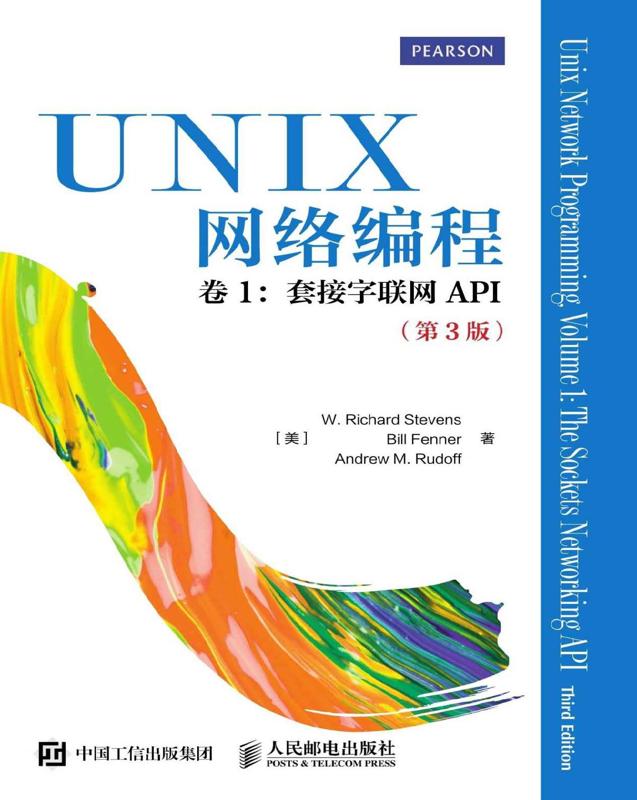 PEARSON
UNIX
网络编程
卷 1：套接字联网 API
（第 3 版）
W. Richard Stevens
[美] Bill Fenner 著
Andrew M. Rudoff
Unix Network Programming, Volume 1: The Sockets Networking API Third Edition
中国工信出版集团
人民邮电出版社
POSTS & TELECOM PRESS